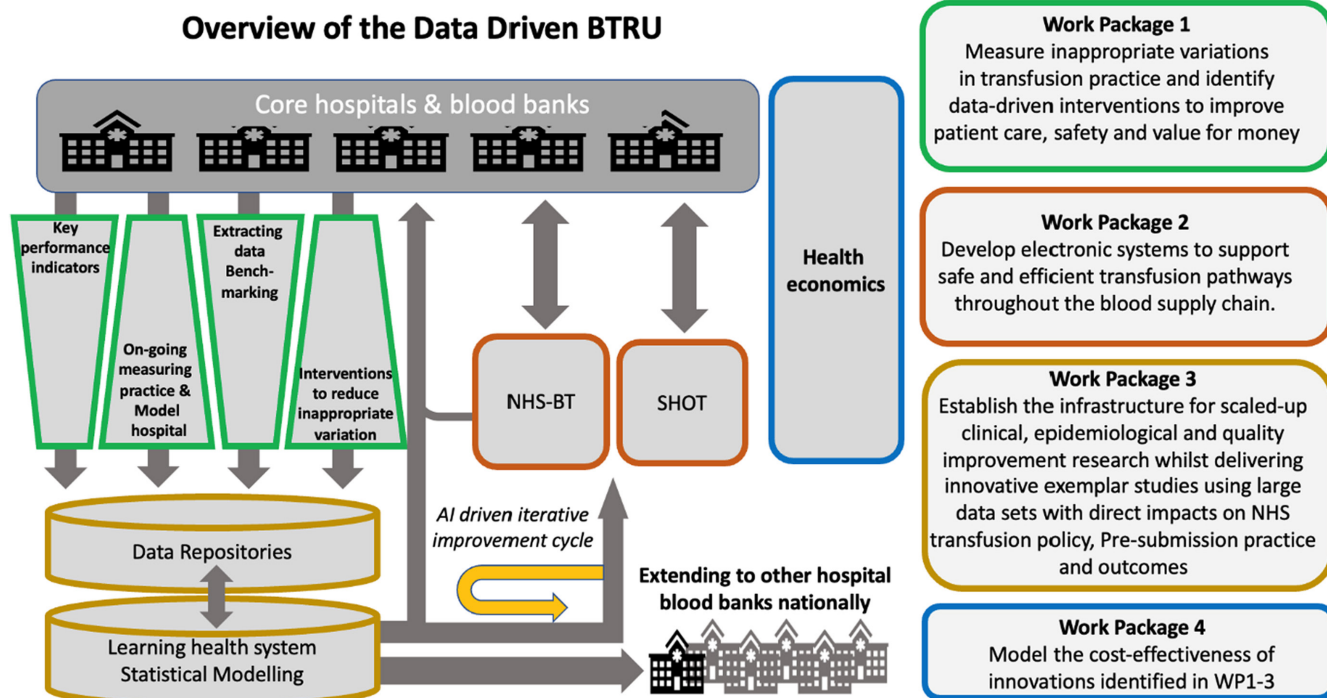 Overview of the Data Driven BTRU
Core hospitals & blood banks
Key
performance
indicators
On-going
measuring
practice &
Model
hospital
Extracting
data
Bench-
marking
Interventions
to reduce
inappropriate
variation
NHS-BT
SHOT
Health
economics
Data Repositories
Learning health system
Statistical Modelling
AI driven iterative
improvement cycle
Extending to other hospital
blood banks nationally
Work Package 1
Measure inappropriate variations
in transfusion practice and identify
data-driven interventions to improve
patient care, safety and value for money
Work Package 2
Develop electronic systems to support
safe and efficient transfusion pathways
throughout the blood supply chain.
Work Package 3
Establish the infrastructure for scaled-up
clinical, epidemiological and quality
improvement research whilst delivering
innovative exemplar studies using large
data sets with direct impacts on NHS
transfusion policy, Pre-submission practice
and outcomes
Work Package 4
Model the cost-effectiveness of
innovations identified in WP1-3